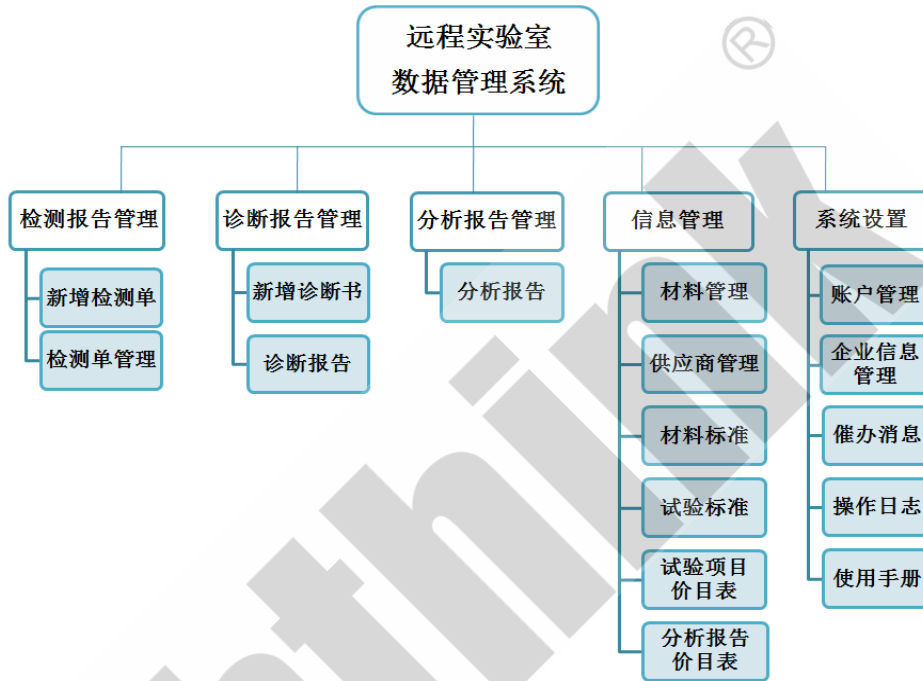 远程实验室
数据管理系统
®
检测报告管理
诊断报告管理
分析报告管理
信息管理
系统设置
新增检测单
检测单管理
新增诊断书
诊断报告
分析报告
材料管理
供应商管理
材料标准
试验标准
试验项目
价目表
分析报告
价目表
账户管理
企业信息
管理
催办消息
操作日志
使用手册
think